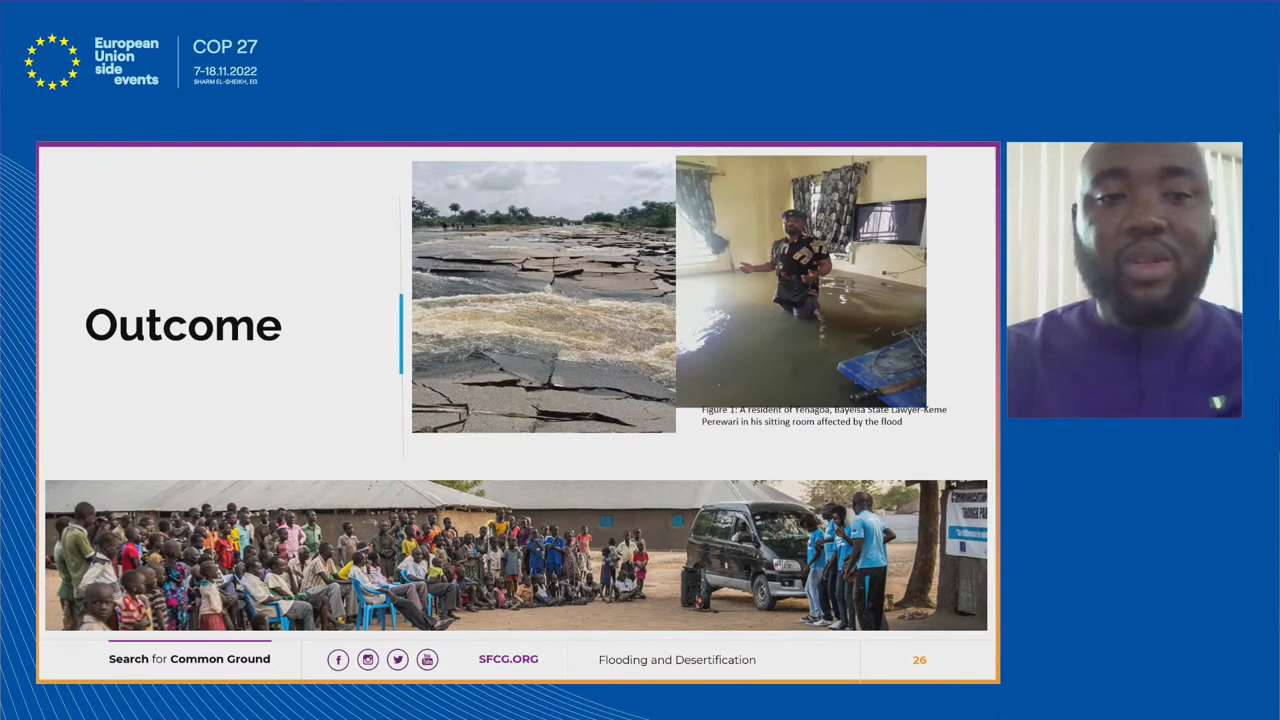 European
Union
side
events
COP 27
7-18.11.2022
SHARM EL-SHEIKH, EG
Outcome
Figure 1: A resident of Yenagoa, Bayelsa State Lawyer-Keme
Perewari in his sitting room affected by the flood
Search for Common Ground
SFCG.ORG
Flooding and Desertification
26